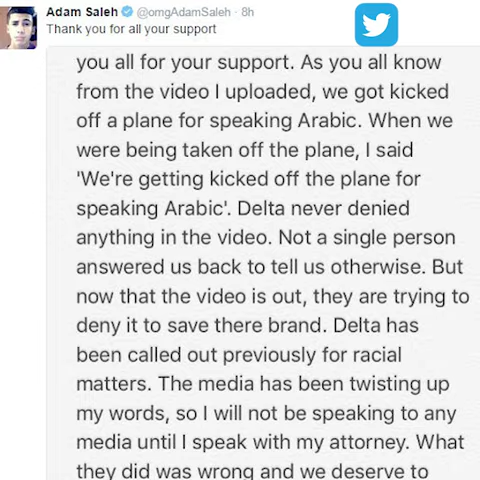 Adam Saleh @omgAdamSaleh · 8h
Thank you for all your support
you all for your support. As you all know
from the video I uploaded, we got kicked
off a plane for speaking Arabic. When we
were being taken off the plane, I said
'We're getting kicked off the plane for
speaking Arabic'. Delta never denied
anything in the video. Not a single person
answered us back to tell us otherwise. But
now that the video is out, they are trying to
deny it to save there brand. Delta has
been called out previously for racial
matters. The media has been twisting up
my words, so I will not be speaking to any
media until I speak with my attorney. What
they did was wrong and we deserve to